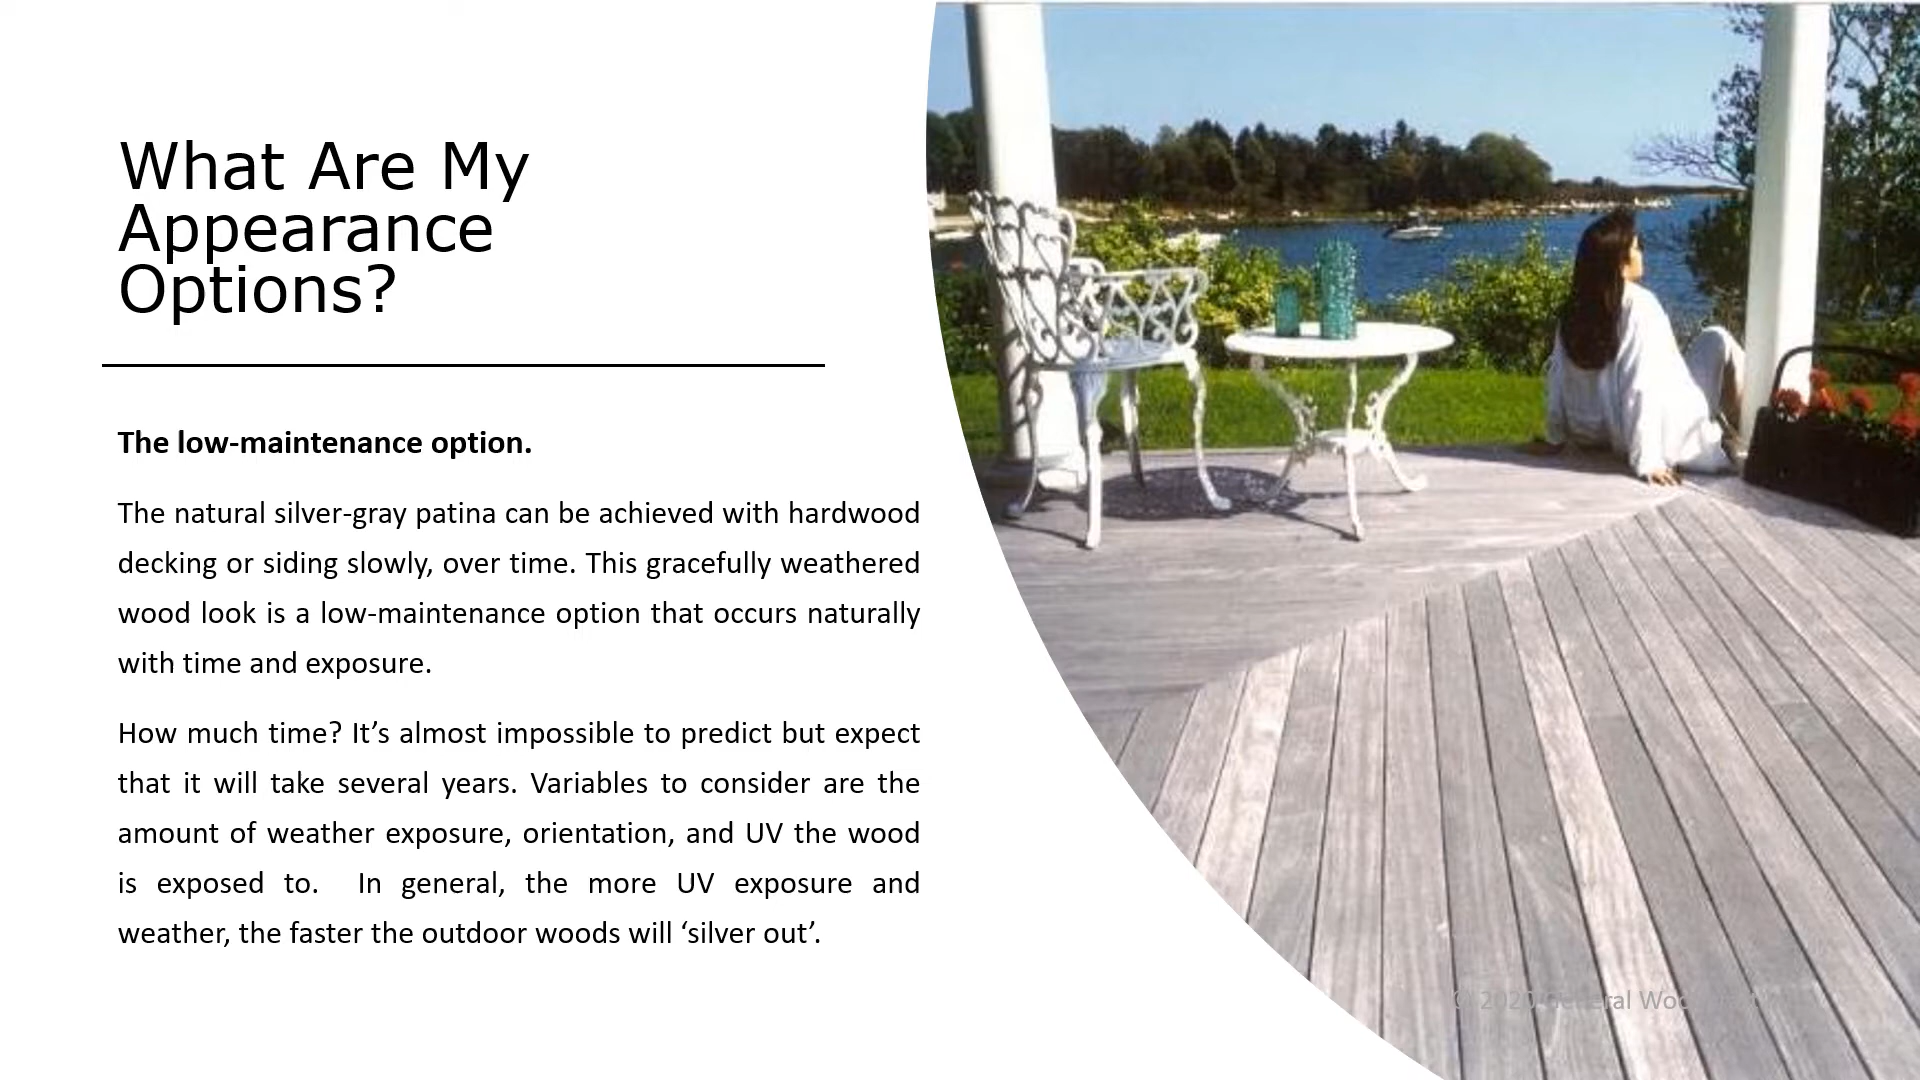 What Are My
Appearance
Options?
The low-maintenance option.
The natural silver-gray patina can be achieved with hardwood
decking or siding slowly, over time. This gracefully weathered
wood look is a low-maintenance option that occurs naturally
with time and exposure.
How much time? It’s almost impossible to predict but expect
that it will take several years. Variables to consider are the
amount of weather exposure, orientation, and UV the wood
is exposed to.  In general, the more UV exposure and
weather, the faster the outdoor woods will ‘silver out’.
© 2020 General